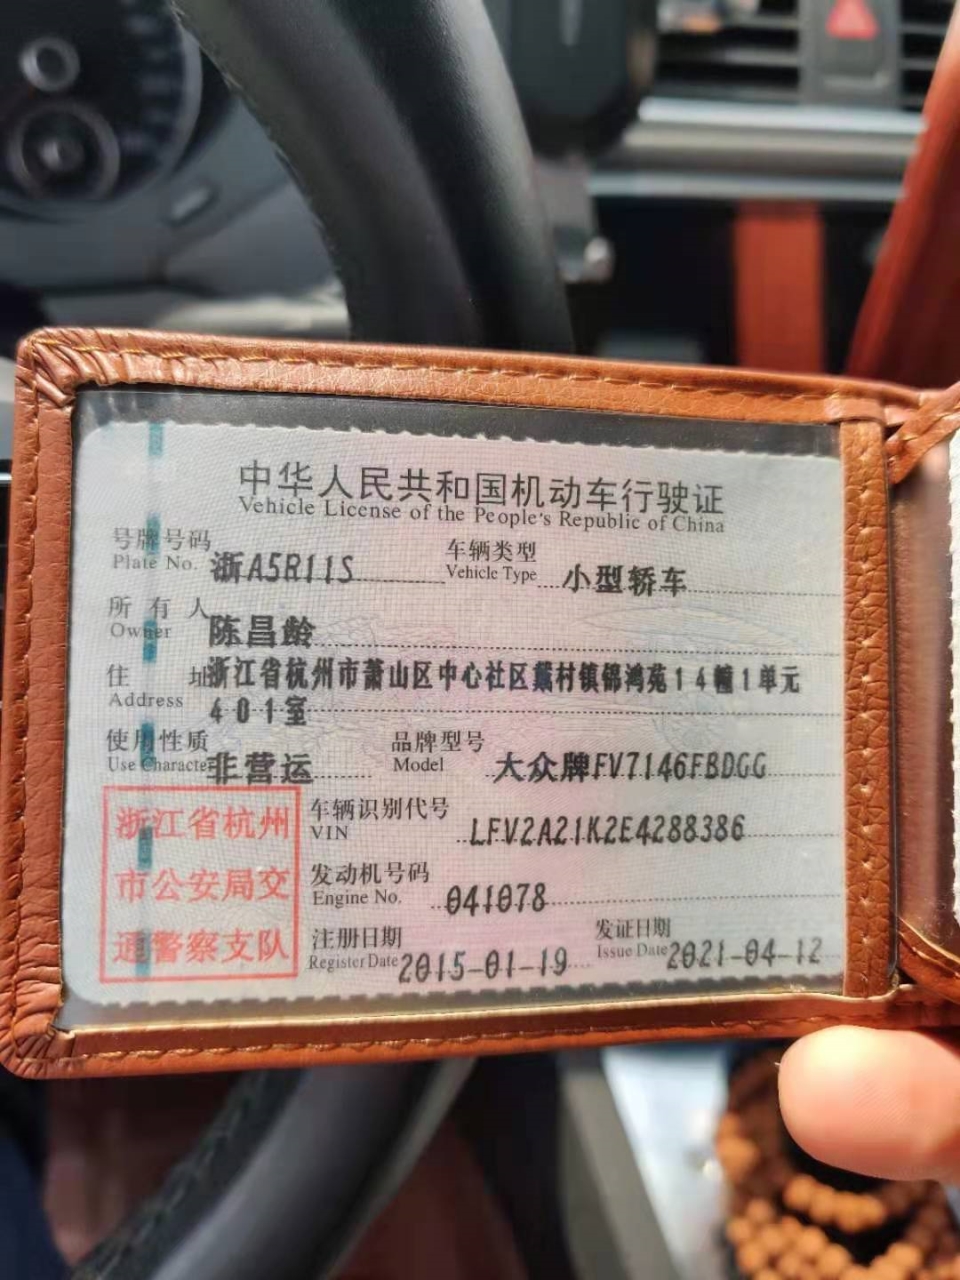 中华人民共和国机动车行驶证
Vehicle License of the People's Republic of China
号牌号码 浙A5R11S 车辆类型 小型轿车
Plate No. Vehicle Type
所有人 陈昌龄
Owner
住址 浙江省杭州市萧山区中心社区戴村镇锦鸿苑14幢1单元
Address 401室
使用性质 非营运 品牌型号 大众牌FV7146FBDGG
Use Character Model
浙江省杭州
市公安局交
通警察支队
车辆识别代号 LFV2A21K2E4288386
VIN
发动机号码 041078
Engine No.
注册日期 2015-01-19 发证日期 2021-04-12
Register Date Issue Date